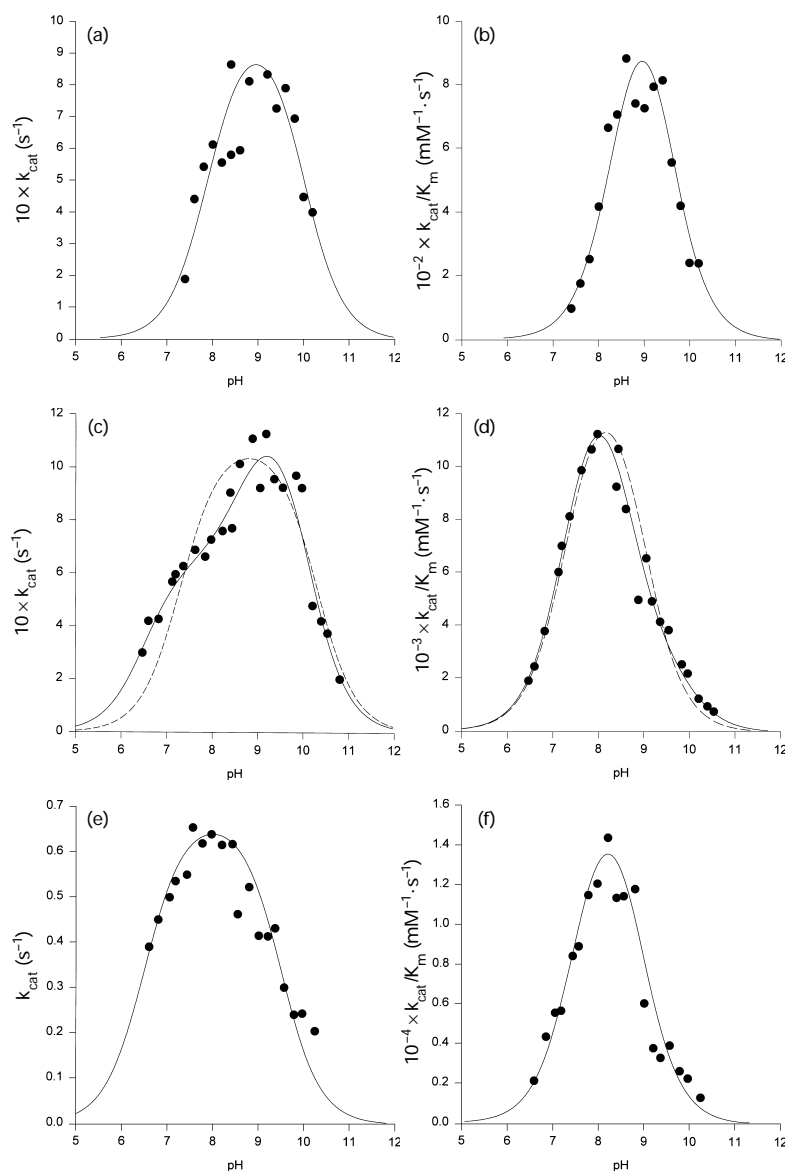 (a)
10 × k_cat (s⁻¹)
10
9
8
7
6
5
4
3
2
1
0
5 6 7 8 9 10 11 12
pH
(b)
10⁻² × k_cat/K_m (mM⁻¹· s⁻¹)
10
8
6
4
2
0
5 6 7 8 9 10 11 12
pH
(c)
10 × k_cat (s⁻¹)
12
10
8
6
4
2
0
5 6 7 8 9 10 11 12
pH
(d)
10⁻³ × k_cat/K_m (mM⁻¹· s⁻¹)
12
10
8
6
4
2
0
5 6 7 8 9 10 11 12
pH
(e)
k_cat (s⁻¹)
0.7
0.6
0.5
0.4
0.3
0.2
0.1
0.0
5 6 7 8 9 10 11 12
pH
(f)
10⁻⁴ × k_cat/K_m (mM⁻¹· s⁻¹)
1.6
1.4
1.2
1.0
0.8
0.6
0.4
0.2
0.0
5 6 7 8 9 10 11 12
pH